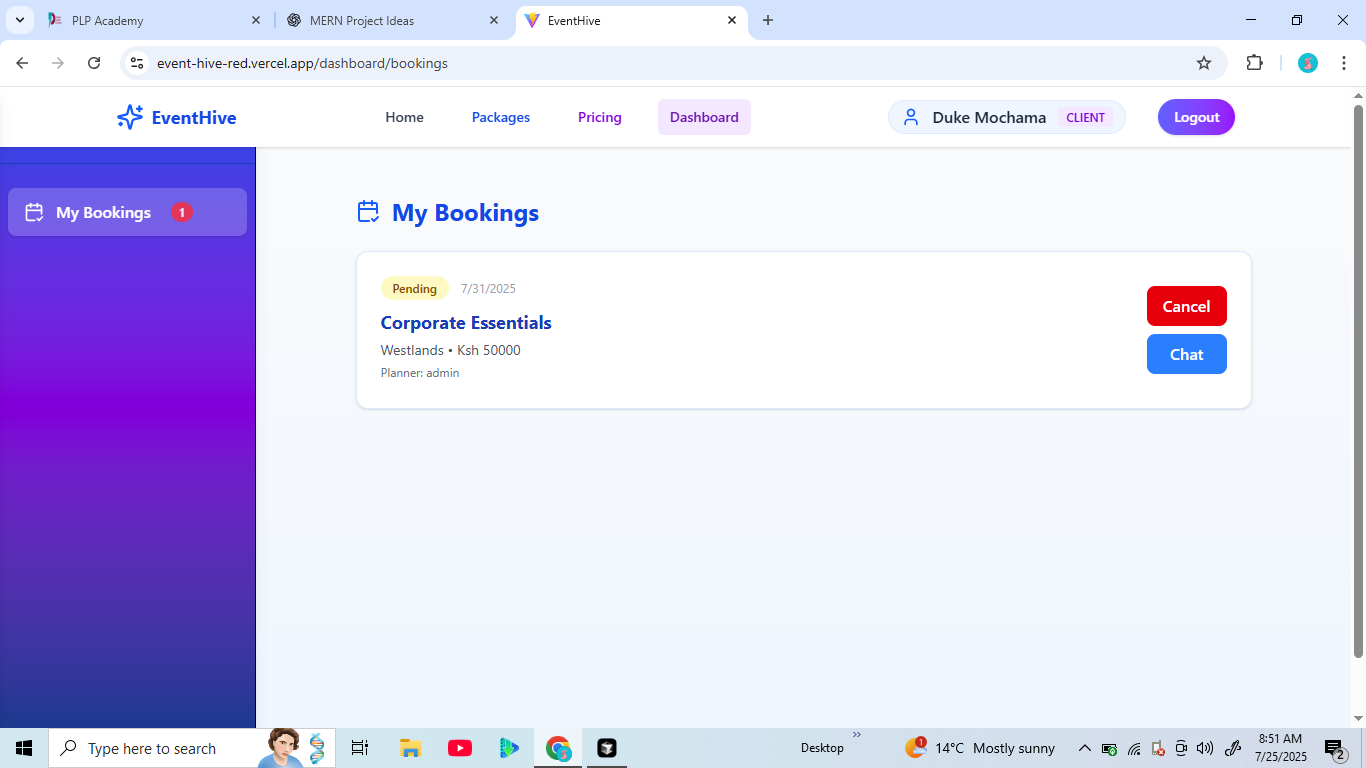 PLP Academy
MERN Project Ideas
EventHive
event-hive-red.vercel.app/dashboard/bookings
EventHive
Home
Packages
Pricing
Dashboard
Duke Mochama
CLIENT
Logout
My Bookings
1
My Bookings
Pending
7/31/2025
Corporate Essentials
Westlands • Ksh 50000
Planner: admin
Cancel
Chat
Type here to search
Desktop
»
1
14°C Mostly sunny
8:51 AM
7/25/2025
2